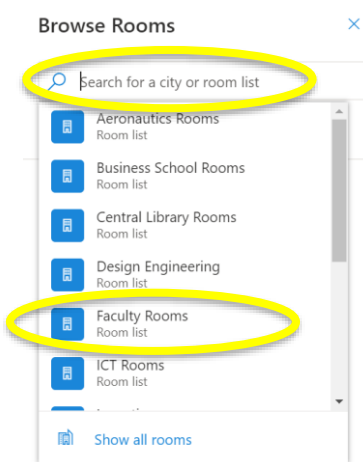 Browse Rooms
Search for a city or room list
Aeronautics Rooms
Room list
Business School Rooms
Room list
Central Library Rooms
Room list
Design Engineering
Room list
Faculty Rooms
Room list
ICT Rooms
Room list
Show all rooms